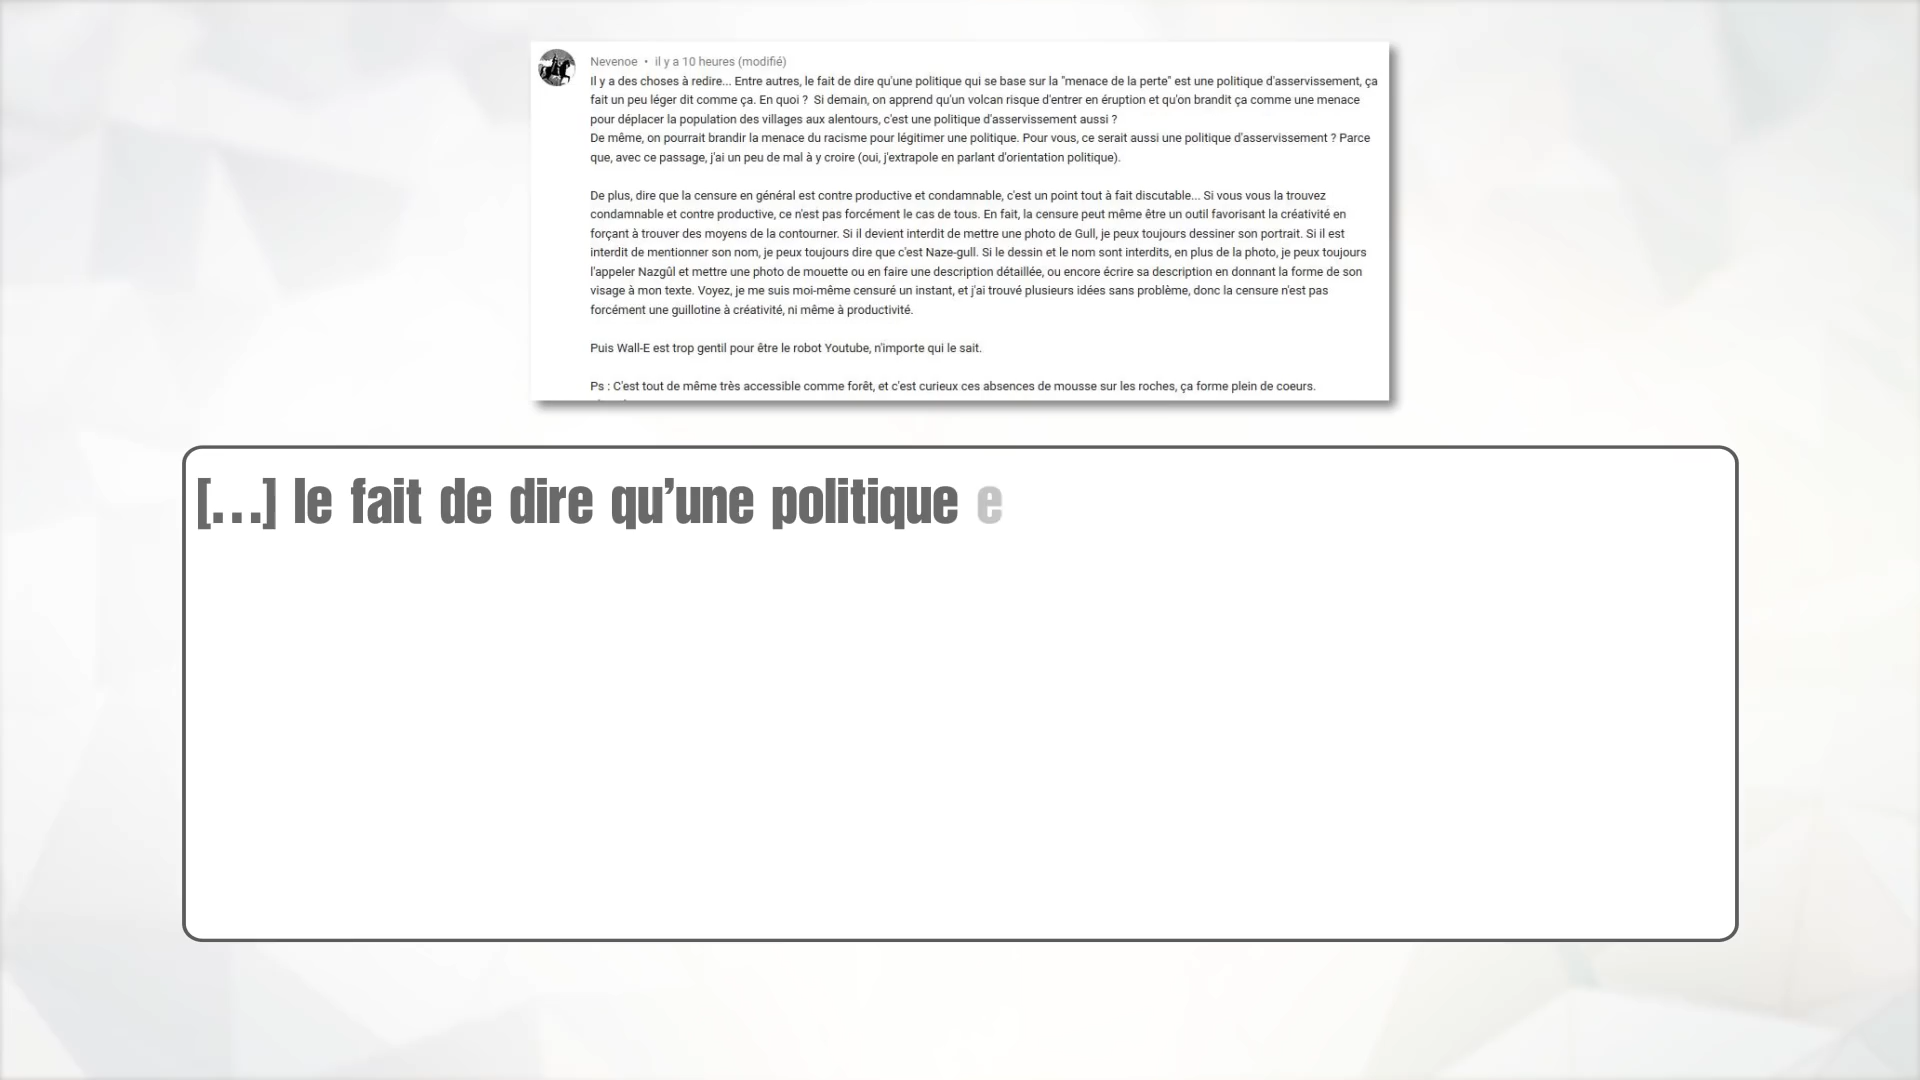 Nevenoe • il y a 10 heures (modifié)
Il y a des choses à redire... Entre autres, le fait de dire qu'une politique qui se base sur la "menace de la perte" est une politique d'asservissement, ça
fait un peu léger dit comme ça. En quoi ?  Si demain, on apprend qu'un volcan risque d'entrer en éruption et qu'on brandit ça comme une menace
pour déplacer la population des villages aux alentours, c'est une politique d'asservissement aussi ?
De même, on pourrait brandir la menace du racisme pour légitimer une politique. Pour vous, ce serait aussi une politique d'asservissement ? Parce
que, avec ce passage, j'ai un peu de mal à y croire (oui, j'extrapole en parlant d'orientation politique).
De plus, dire que la censure en général est contre productive et condamnable, c'est un point tout à fait discutable... Si vous vous la trouvez
condamnable et contre productive, ce n'est pas forcément le cas de tous. En fait, la censure peut même être un outil favorisant la créativité en
forçant à trouver des moyens de la contourner. Si il devient interdit de mettre une photo de Gull, je peux toujours dessiner son portrait. Si il est
interdit de mentionner son nom, je peux toujours dire que c'est Naze-gull. Si le dessin et le nom sont interdits, en plus de la photo, je peux toujours
l'appeler Nazgûl et mettre une photo de mouette ou en faire une description détaillée, ou encore écrire sa description en donnant la forme de son
visage à mon texte. Voyez, je me suis moi-même censuré un instant, et j'ai trouvé plusieurs idées sans problème, donc la censure n'est pas
forcément une guillotine à créativité, ni même à productivité.
Puis Wall-E est trop gentil pour être le robot Youtube, n'importe qui le sait.
Ps : C'est tout de même très accessible comme forêt, et c'est curieux ces absences de mousse sur les roches, ça forme plein de coeurs.
[...] le fait de dire qu’une politique e